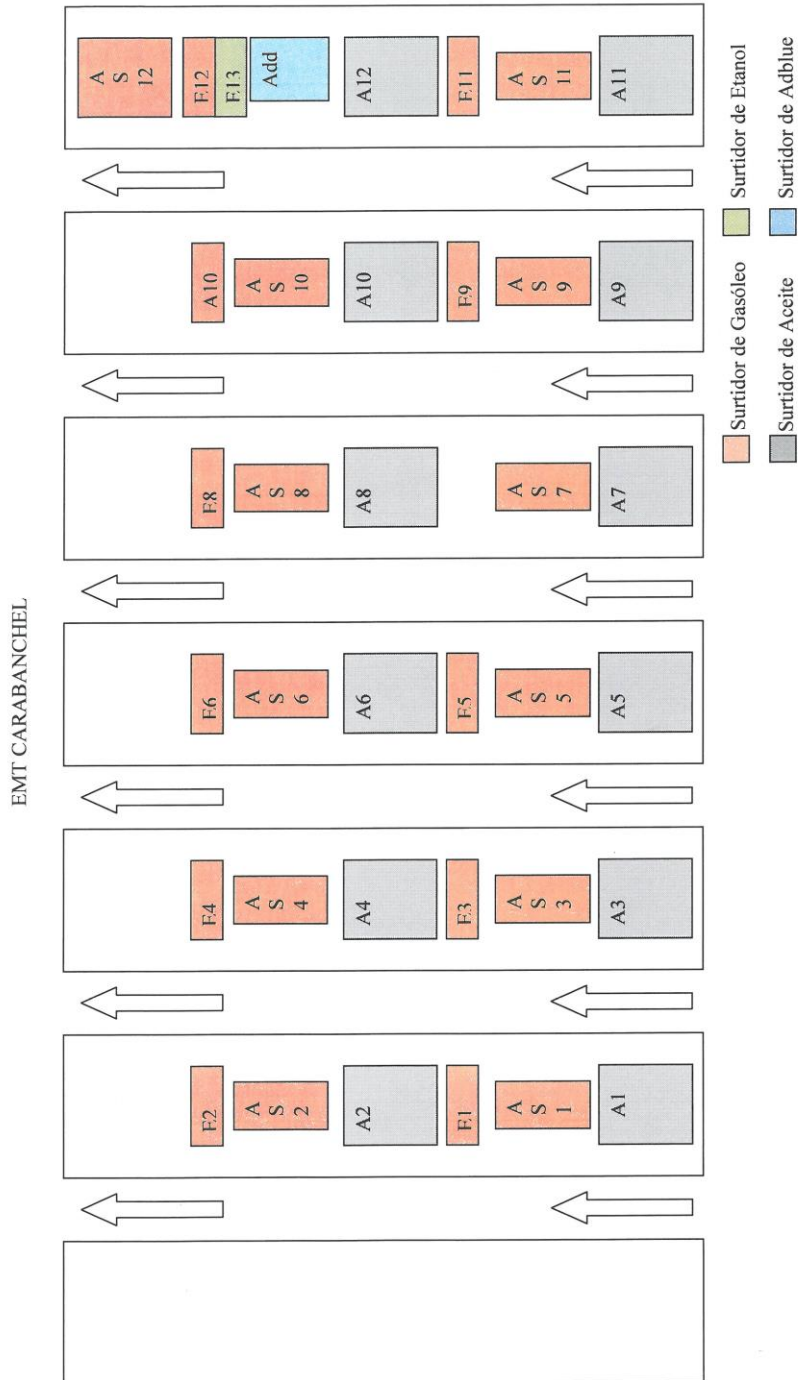 EMT CARABANCHEL
F.2
A
S
2
A2
F.1
A
S
1
A1
F.4
A
S
4
A4
F.3
A
S
3
A3
F.6
A
S
6
A6
F.5
A
S
5
A5
F.8
A
S
8
A8
A
S
7
A7
A10
A
S
10
A10
F.9
A
S
9
A9
A
S
12
F.12
F.13
Add
A12
F.11
A
S
11
A11
Surtidor de Gasóleo
Surtidor de Etanol
Surtidor de Aceite
Surtidor de Adblue